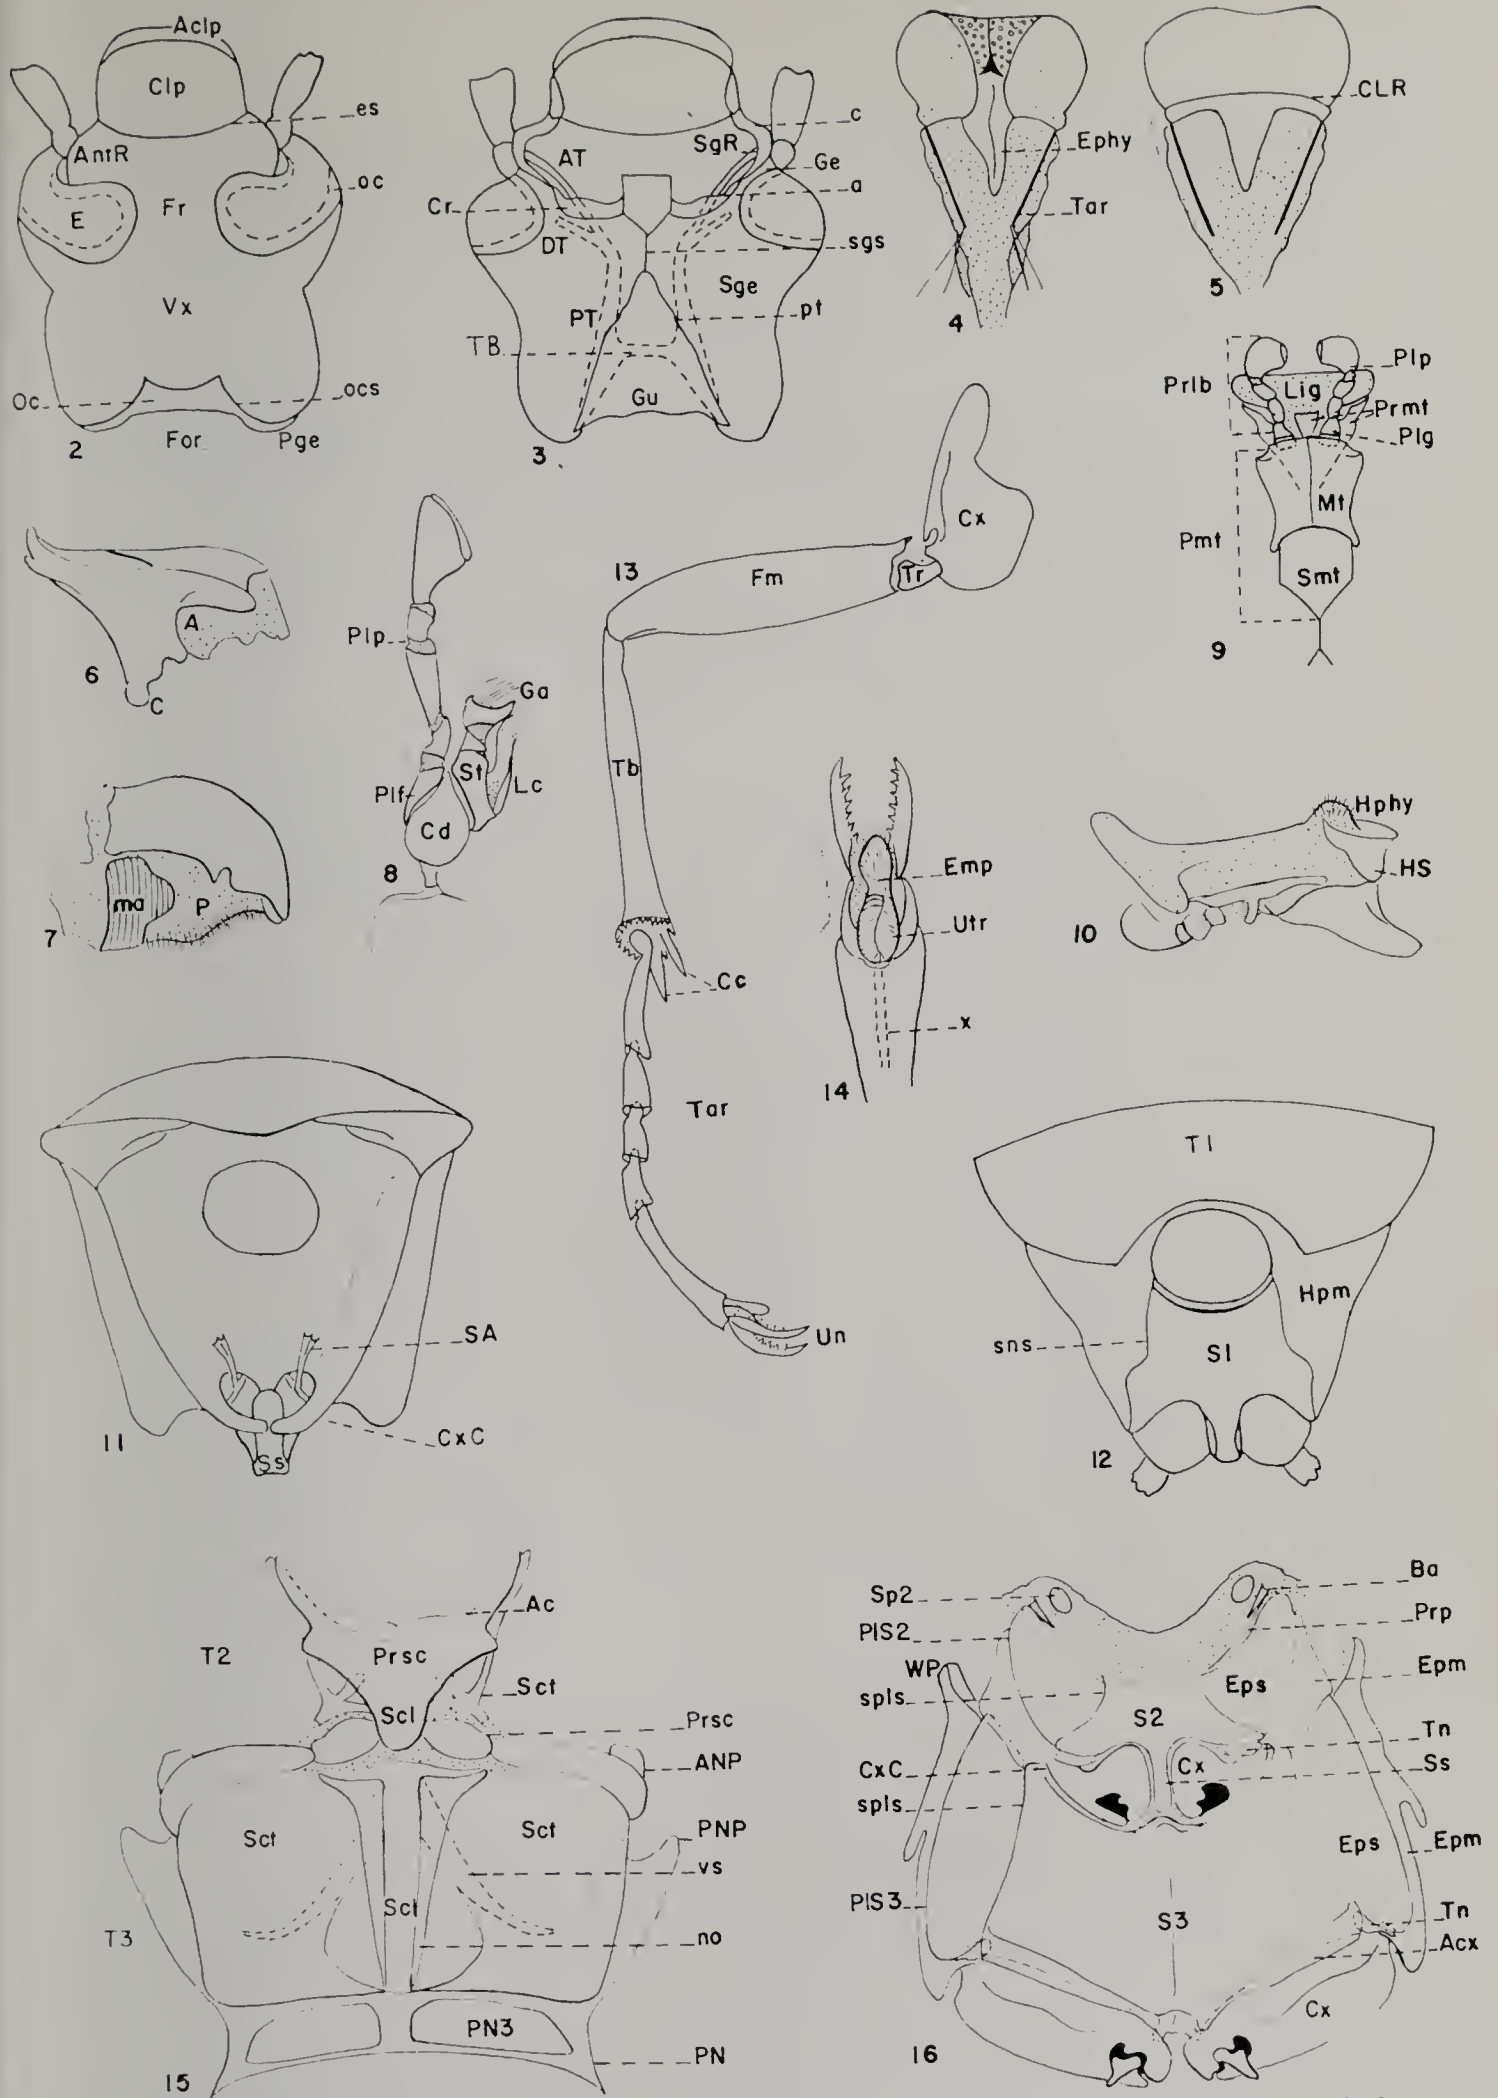 Aclp
Clp
es
AntR
oc
E
Fr
Vx
Oc
ocs
2
For
Pge
c
AT
SgR
Ge
a
Cr
DT
sgs
Sge
PT
pt
TB
Gu
3
Ephy
Tar
4
CLR
5
A
6
C
ma
P
7
Plp
Ga
St
Lc
Plf
Cd
8
Plp
Prlb
Lig
Prmt
Plg
Mt
Pmt
Smt
9
Hphy
HS
10
13
Cx
Fm
Tr
Tb
Cc
Tar
Un
Emp
Utr
x
14
SA
CxC
Ss
11
T1
Hpm
sns
S1
12
Ac
T2
Prsc
Sct
Scl
Prsc
ANP
Sct
Sct
PNP
vs
Scl
T3
no
PN3
PN
15
Sp2
Ba
PlS2
Prp
WP
Eps
Epm
spls
S2
Tn
CxC
Cx
Ss
spls
Eps
Epm
PlS3
S3
Tn
Acx
Cx
16